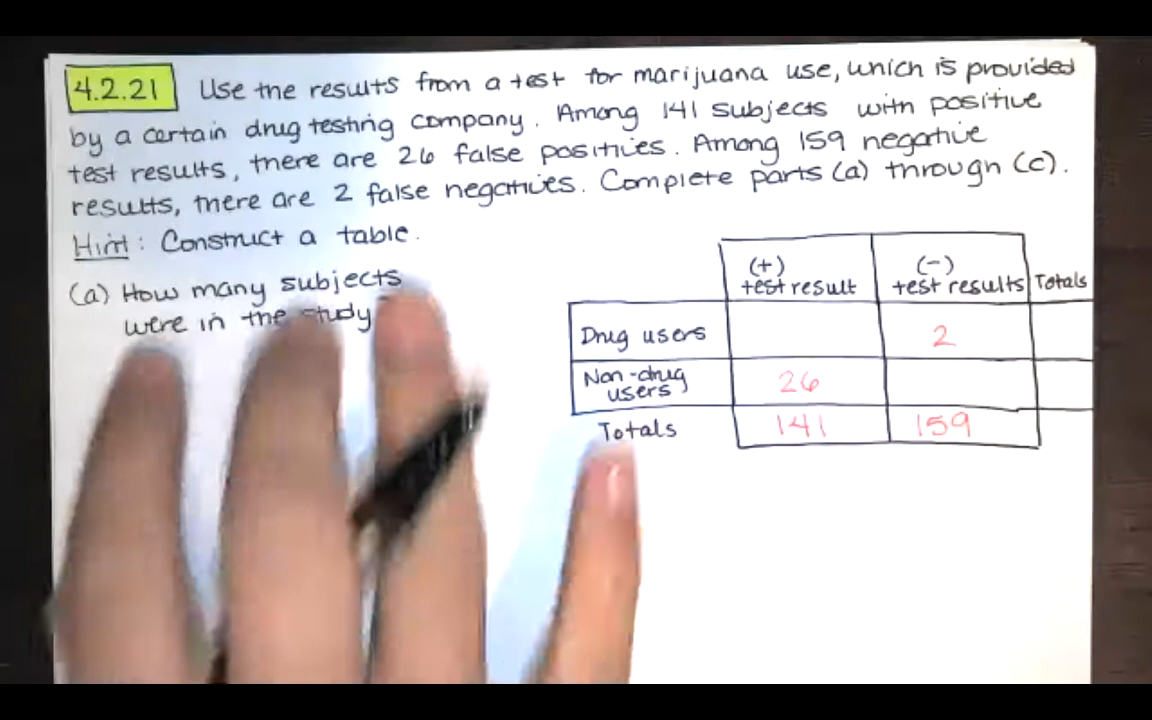 4.2.21 Use the results from a test for marijuana use, which is provided
by a certain drug testing company. Among 141 subjects with positive
test results, there are 26 false positives. Among 159 negative
results, there are 2 false negatives. Complete parts (a) through (c).
Hint: Construct a table.
(a) How many subjects
were in the study
(+) (-)
test result test results Totals
Drug users 2
Non-drug
users 26
Totals 141 159